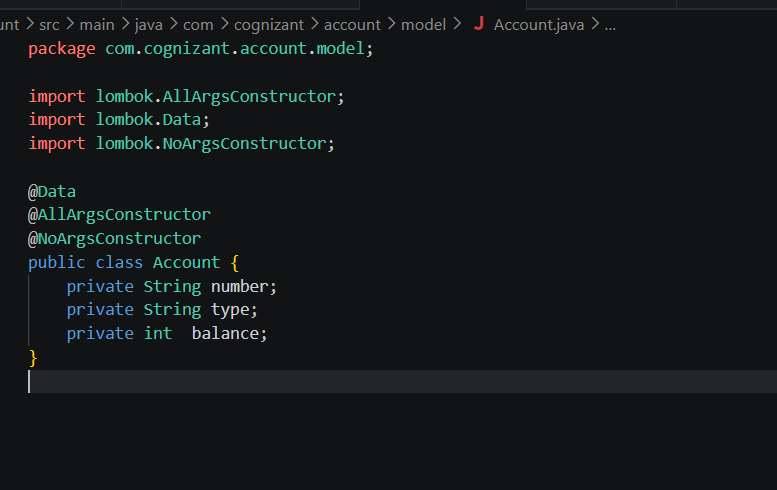 unt > src > main > java > com > cognizant > account > model > J Account.java > ...
package com.cognizant.account.model;
import lombok.AllArgsConstructor;
import lombok.Data;
import lombok.NoArgsConstructor;
@Data
@AllArgsConstructor
@NoArgsConstructor
public class Account {
    private String number;
    private String type;
    private int  balance;
}